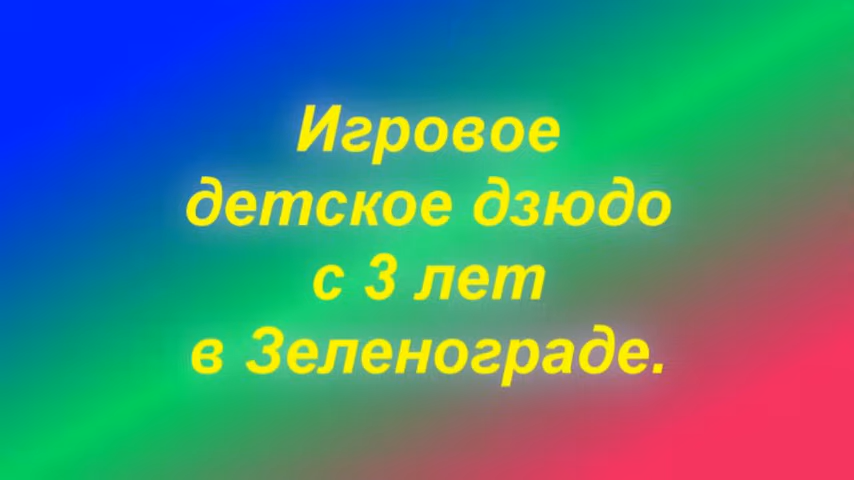 Игровое
детское дзюдо
с 3 лет
в Зеленограде.